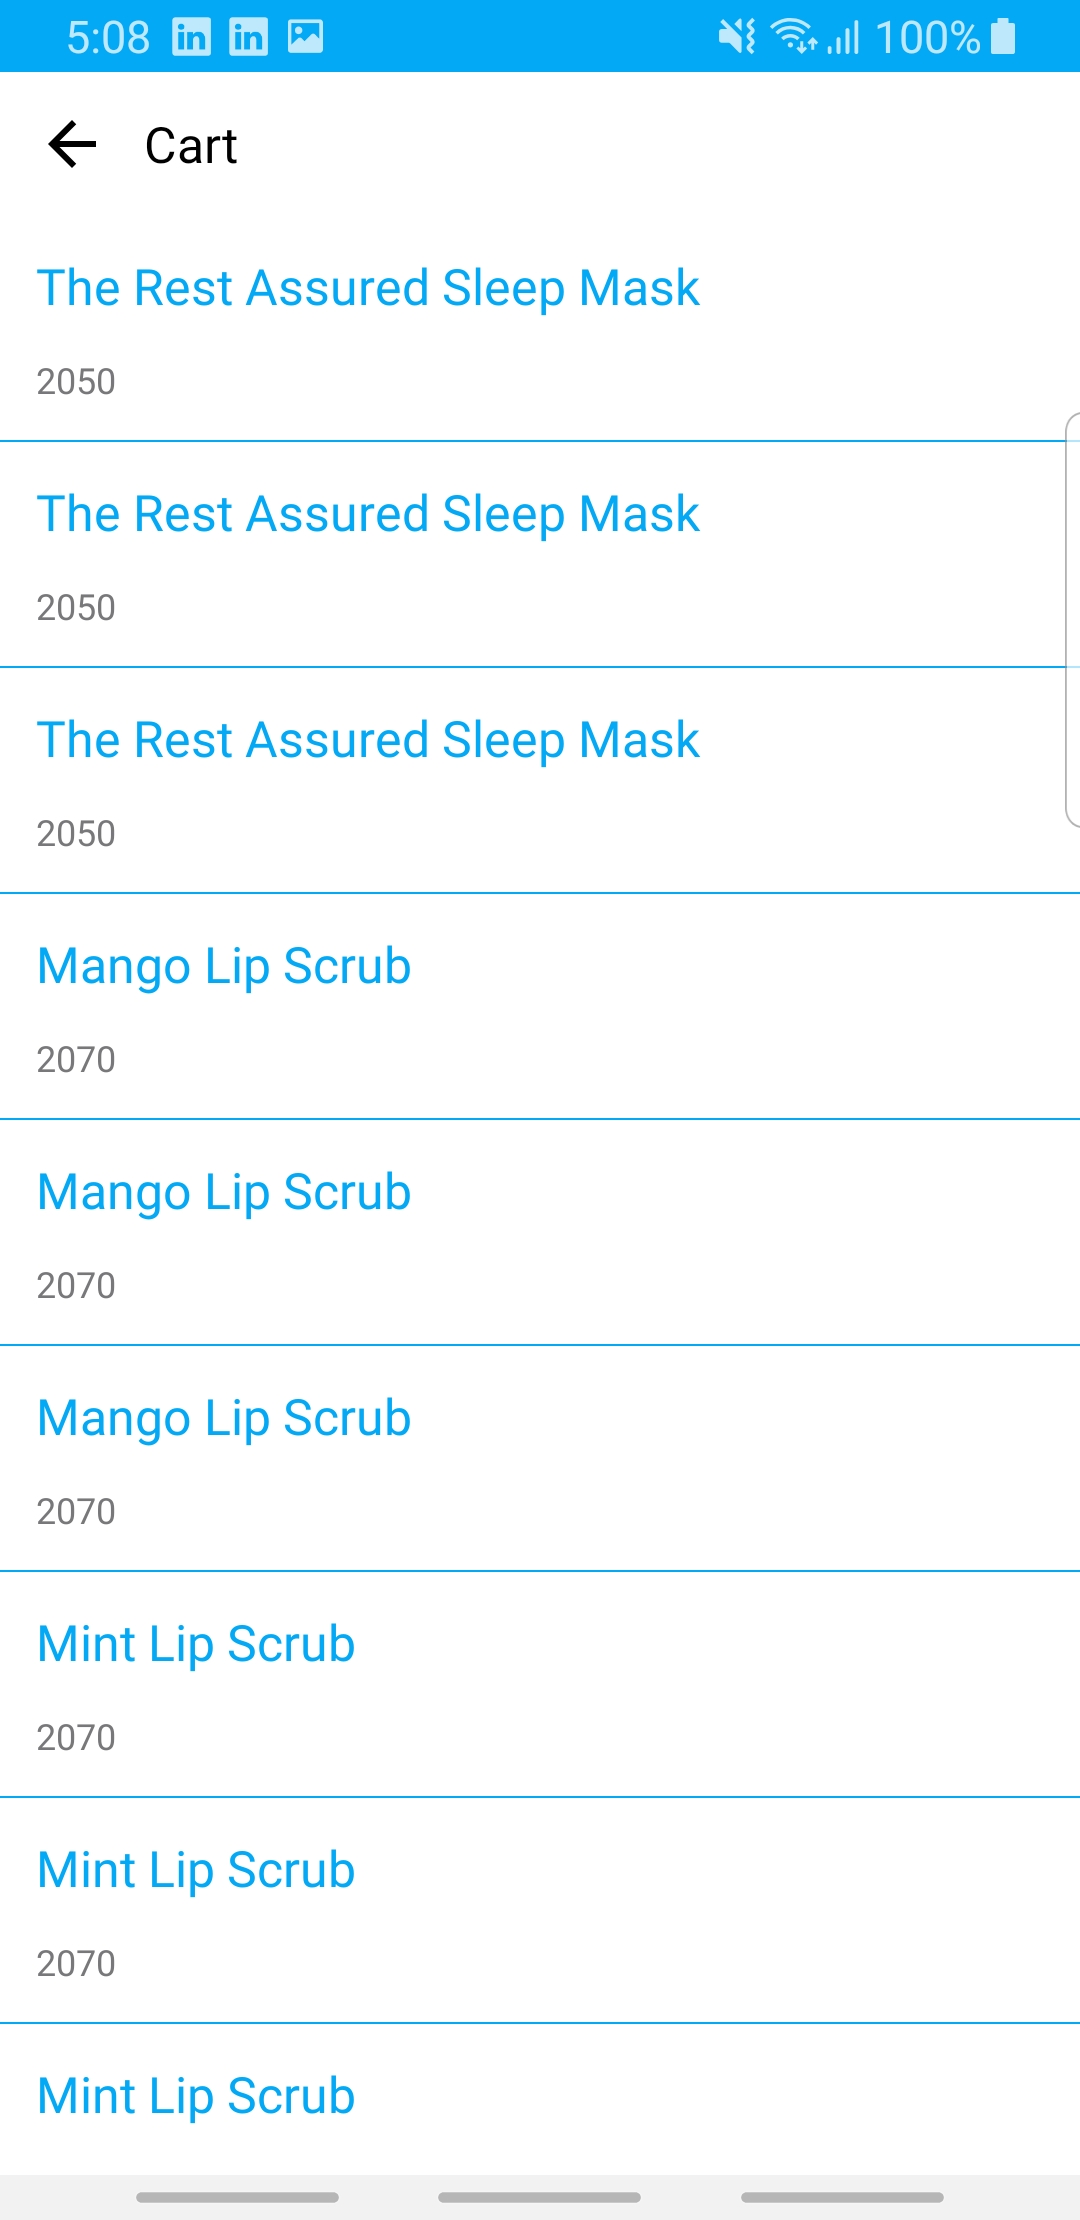 5:08 in in 100%
Cart
The Rest Assured Sleep Mask
2050
The Rest Assured Sleep Mask
2050
The Rest Assured Sleep Mask
2050
Mango Lip Scrub
2070
Mango Lip Scrub
2070
Mango Lip Scrub
2070
Mint Lip Scrub
2070
Mint Lip Scrub
2070
Mint Lip Scrub